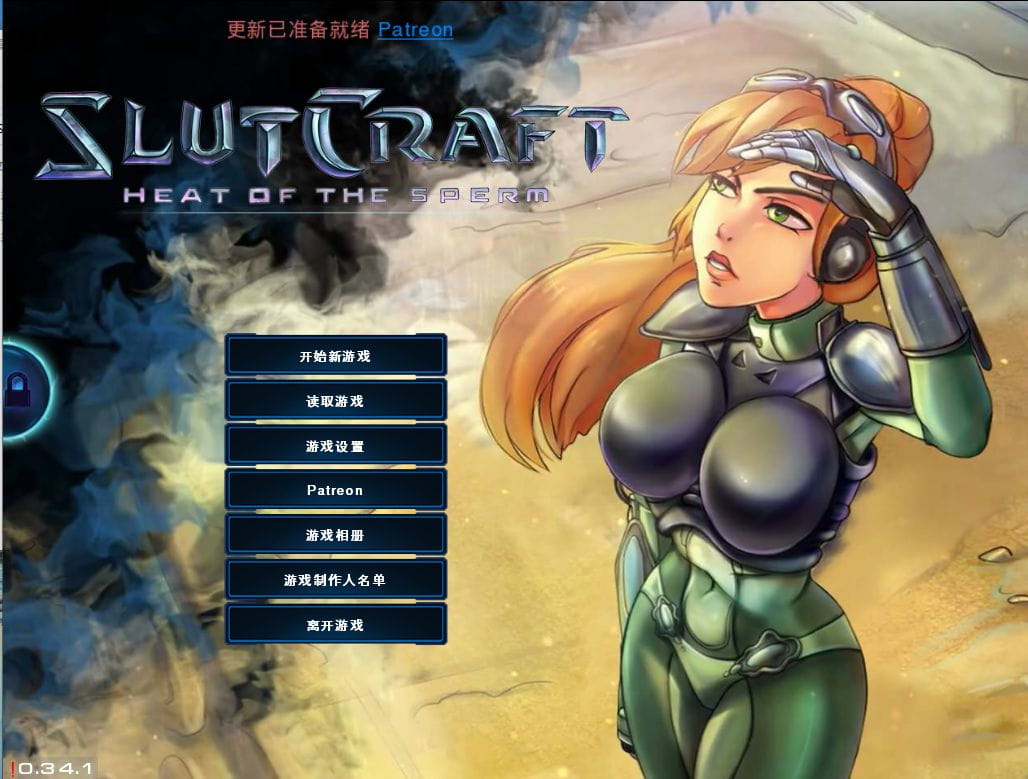 更新已准备就绪 Patreon
SLUTCRAFT
HEAT OF THE SPERM
开始新游戏
读取游戏
游戏设置
Patreon
游戏相册
游戏制作人名单
离开游戏
!0.34.1